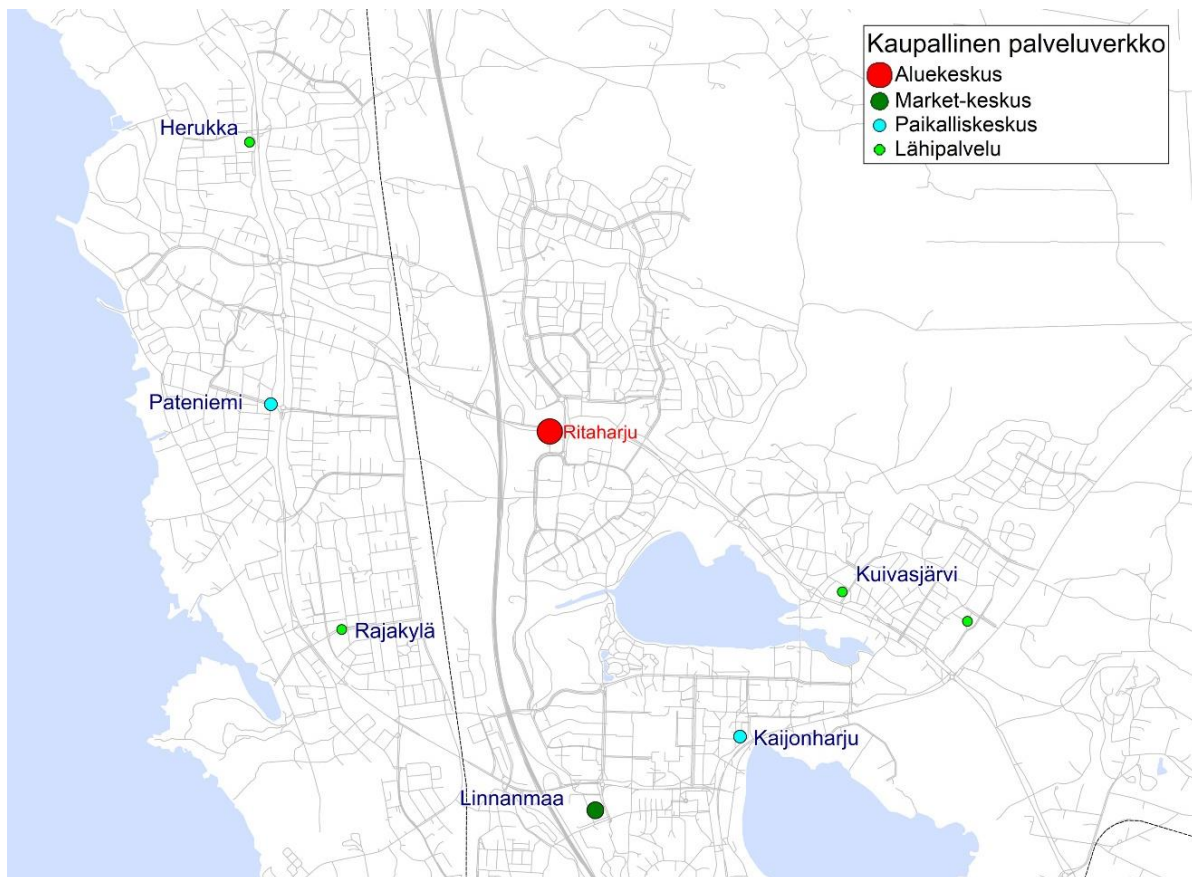 Kaupallinen palveluverkko
Aluekeskus
Market-keskus
Paikalliskeskus
Lähipalvelu
Herukka
Pateniemi
Ritaharju
Kuivasjärvi
Rajakylä
Kaijonharju
Linnanmaa